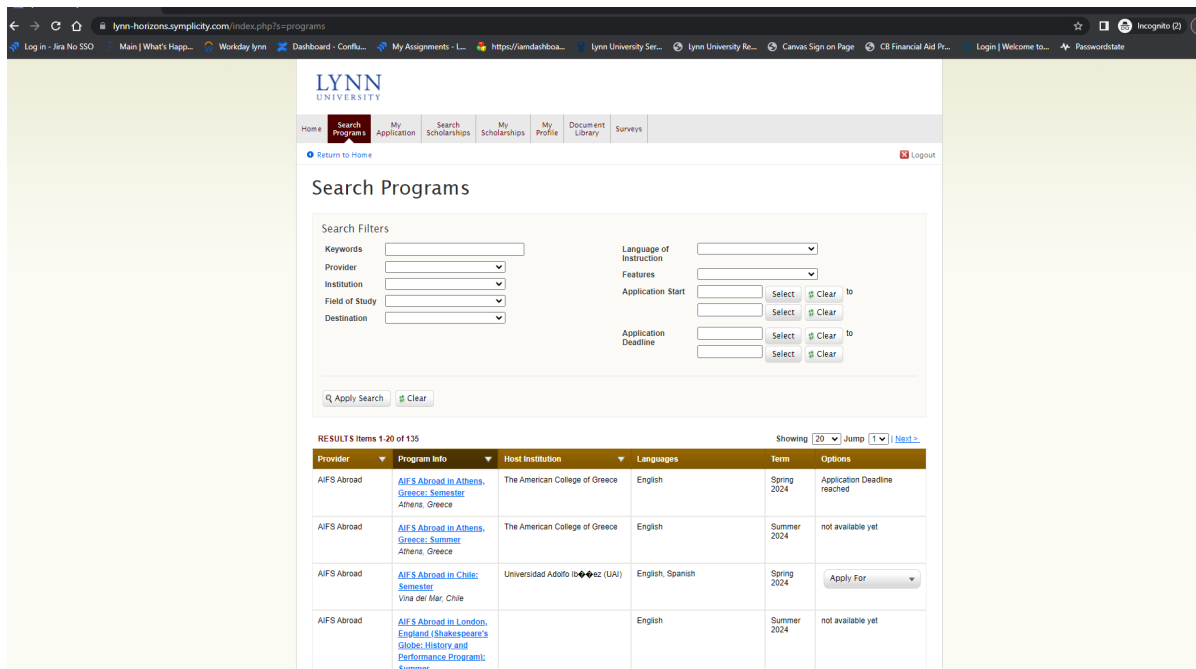 lynn-horizons.symplicity.com/index.php?s=programs
Incognito (2)
Log in - Jira No SSO
Main | What's Happ...
Workday lynn
Dashboard - Conflu...
My Assignments - L...
https://iamdashboa...
Lynn University Ser...
Lynn University Re...
Canvas Sign on Page
CB Financial Aid Pr...
Login | Welcome to...
Passwordstate
LYNN
UNIVERSITY
Home
Search Programs
My Application
Search Scholarships
My Scholarships
My Profile
Document Library
Surveys
Return to Home
Logout
Search Programs
Search Filters
Keywords
Provider
Institution
Field of Study
Destination
Language of
Instruction
Features
Application Start
Select Clear to
Select Clear
Application
Deadline
Select Clear to
Select Clear
Apply Search Clear
RESULTS Items 1-20 of 135
Showing 20 Jump 1 | Next >
Provider Program Info Host Institution Languages Term Options
AIFS Abroad
AIFS Abroad in Athens,
Greece: Semester
Athens, Greece
The American College of Greece
English
Spring
2024
Application Deadline
reached
AIFS Abroad
AIFS Abroad in Athens,
Greece: Summer
Athens, Greece
The American College of Greece
English
Summer
2024
not available yet
AIFS Abroad
AIFS Abroad in Chile:
Semester
Vina del Mar, Chile
Universidad Adolfo Ib��ez (UAI)
English, Spanish
Spring
2024
Apply For
AIFS Abroad
AIFS Abroad in London,
England (Shakespeare's
Globe: History and
Performance Program):
Summer
English
Summer
2024
not available yet